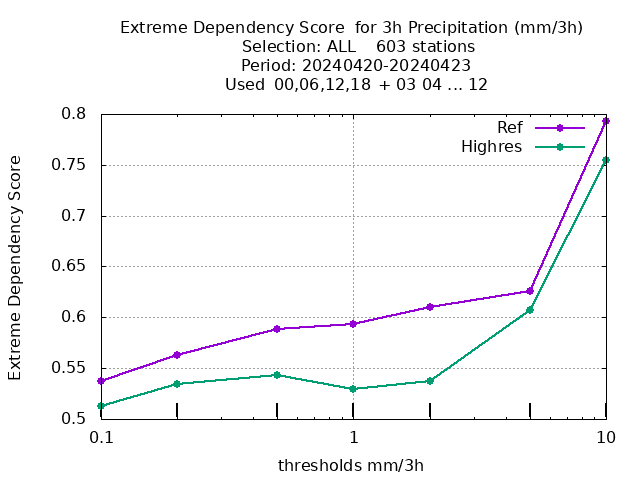 Extreme Dependency Score  for 3h Precipitation (mm/3h)
Selection: ALL    603 stations
Period: 20240420-20240423
Used  00,06,12,18  + 03 04 ... 12
Ref
Highres
Extreme Dependency Score
0.8
0.75
0.7
0.65
0.6
0.55
0.5
0.1
1
10
thresholds mm/3h